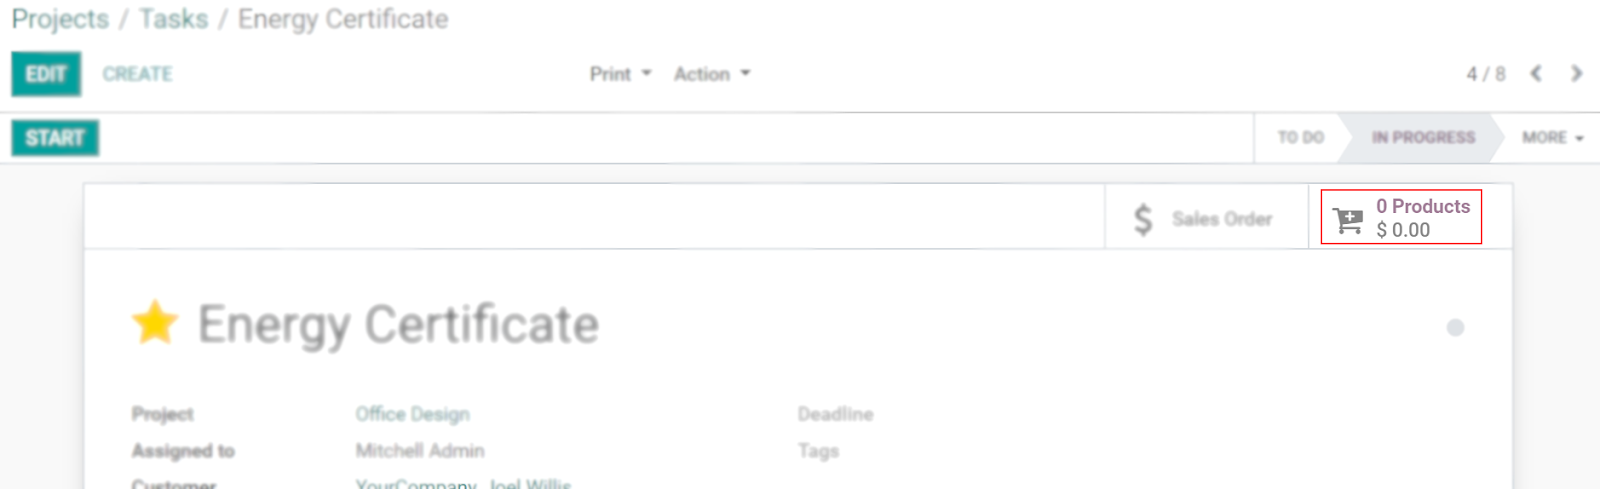 Projects / Tasks / Energy Certificate
EDIT CREATE Print Action 4 / 8
START TO DO IN PROGRESS MORE
Sales Order 0 Products
$ 0.00
Energy Certificate
Project Office Design Deadline
Assigned to Mitchell Admin Tags
Customer YourCompany, Joel Willis